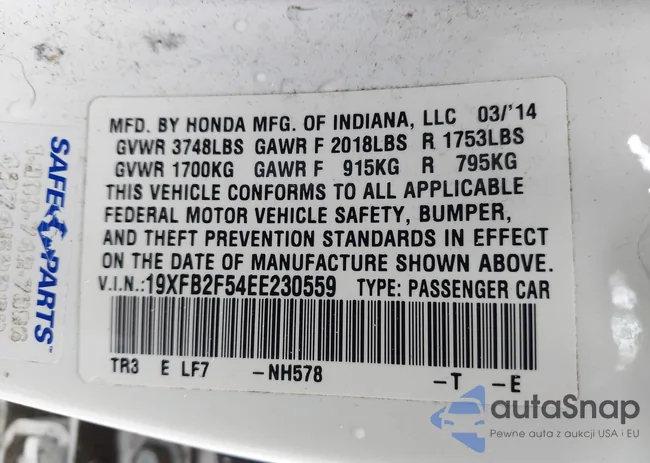 MFD. BY HONDA MFG. OF INDIANA, LLC 03/'14
GVWR 3748LBS GAWR F 2018LBS R 1753LBS
GVWR 1700KG GAWR F 915KG R 795KG
THIS VEHICLE CONFORMS TO ALL APPLICABLE
FEDERAL MOTOR VEHICLE SAFETY, BUMPER,
AND THEFT PREVENTION STANDARDS IN EFFECT
ON THE DATE OF MANUFACTURE SHOWN ABOVE.
V.I.N.:19XFB2F54EE230559 TYPE: PASSENGER CAR
TR3 E LF7 -NH578 -T -E
SAFE PARTS
autaSnap
Pewne auta z aukcji USA i EU